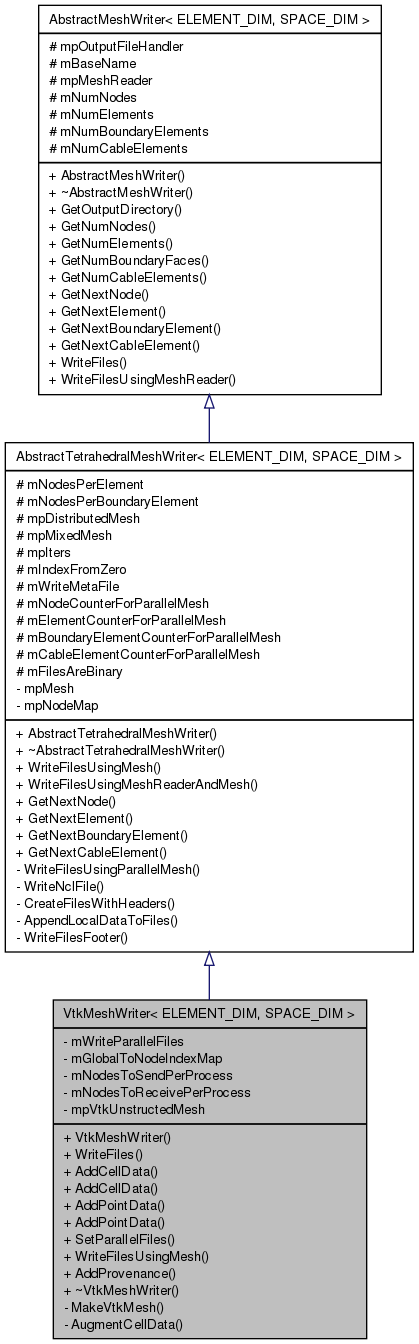 AbstractMeshWriter< ELEMENT_DIM, SPACE_DIM >
# mpOutputFileHandler
# mBaseName
# mpMeshReader
# mNumNodes
# mNumElements
# mNumBoundaryElements
# mNumCableElements
+ AbstractMeshWriter()
+ ~AbstractMeshWriter()
+ GetOutputDirectory()
+ GetNumNodes()
+ GetNumElements()
+ GetNumBoundaryFaces()
+ GetNumCableElements()
+ GetNextNode()
+ GetNextElement()
+ GetNextBoundaryElement()
+ GetNextCableElement()
+ WriteFiles()
+ WriteFilesUsingMeshReader()
AbstractTetrahedralMeshWriter< ELEMENT_DIM, SPACE_DIM >
# mNodesPerElement
# mNodesPerBoundaryElement
# mpDistributedMesh
# mpMixedMesh
# mpIters
# mIndexFromZero
# mWriteMetaFile
# mNodeCounterForParallelMesh
# mElementCounterForParallelMesh
# mBoundaryElementCounterForParallelMesh
# mCableElementCounterForParallelMesh
# mFilesAreBinary
- mpMesh
- mpNodeMap
+ AbstractTetrahedralMeshWriter()
+ ~AbstractTetrahedralMeshWriter()
+ WriteFilesUsingMesh()
+ WriteFilesUsingMeshReaderAndMesh()
+ GetNextNode()
+ GetNextElement()
+ GetNextBoundaryElement()
+ GetNextCableElement()
- WriteFilesUsingParallelMesh()
- WriteNclFile()
- CreateFilesWithHeaders()
- AppendLocalDataToFiles()
- WriteFilesFooter()
VtkMeshWriter< ELEMENT_DIM, SPACE_DIM >
- mWriteParallelFiles
- mGlobalToNodeIndexMap
- mNodesToSendPerProcess
- mNodesToReceivePerProcess
- mpVtkUnstructedMesh
+ VtkMeshWriter()
+ WriteFiles()
+ AddCellData()
+ AddCellData()
+ AddPointData()
+ AddPointData()
+ SetParallelFiles()
+ WriteFilesUsingMesh()
+ AddProvenance()
+ ~VtkMeshWriter()
- MakeVtkMesh()
- AugmentCellData()